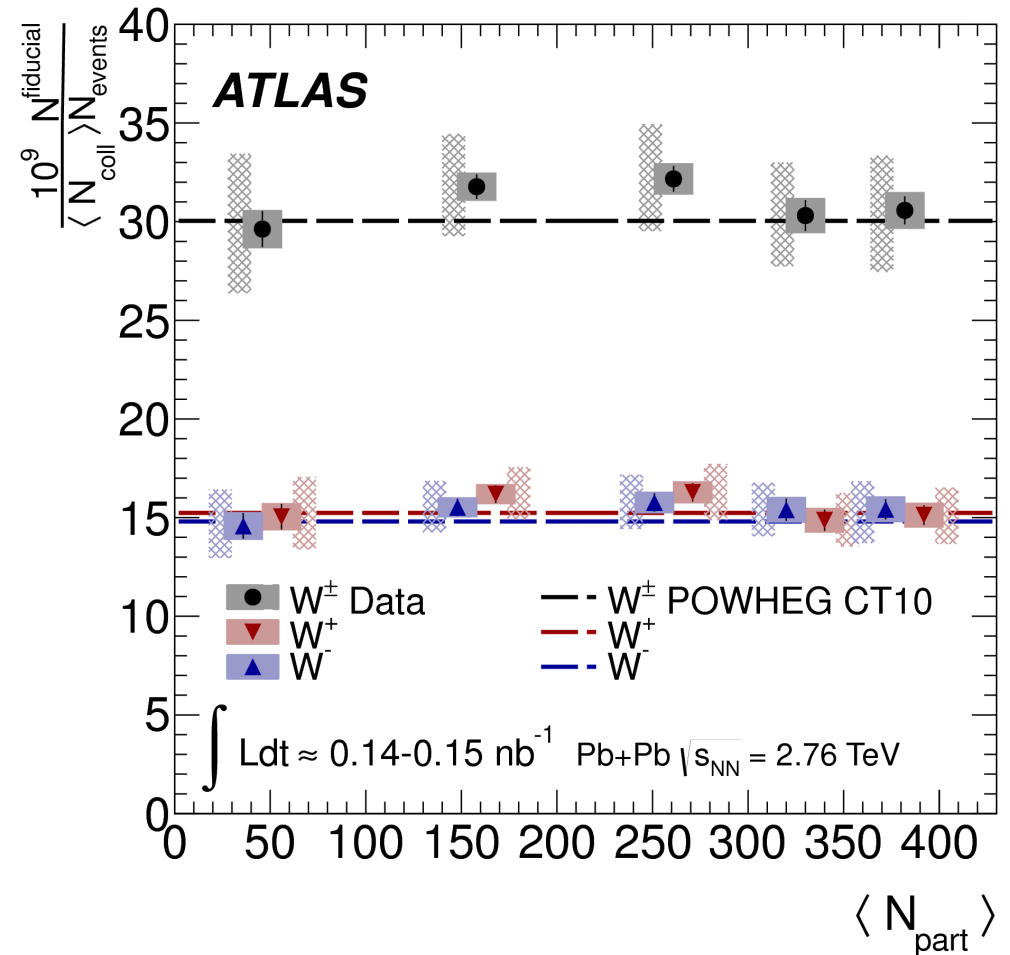 10⁹ N^fiducial
⟨ N_coll ⟩N_events
ATLAS
40
35
30
25
20
15
10
5
0
W^± Data
W^+
W^-
W^± POWHEG CT10
W^+
W^-
∫ Ldt ≈ 0.14-0.15 nb^-1 Pb+Pb √s_NN = 2.76 TeV
0 50 100 150 200 250 300 350 400
⟨ N_part ⟩